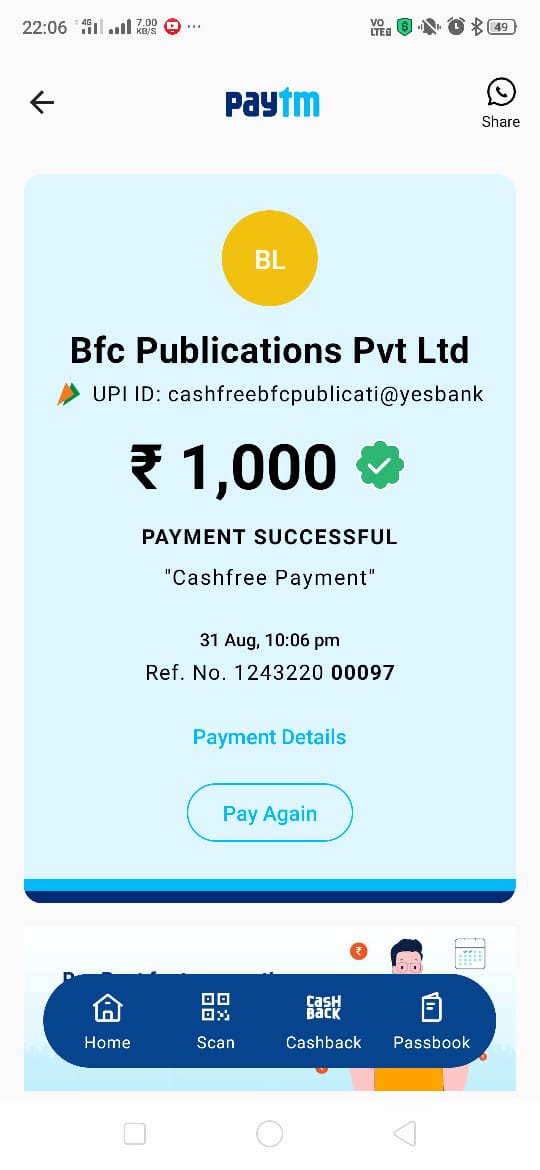 22:06 4G 7.00 KB/S ... VO LTE 49
paytm
Share
BL
Bfc Publications Pvt Ltd
UPI ID: cashfreebfcpublicati@yesbank
₹ 1,000
PAYMENT SUCCESSFUL
"Cashfree Payment"
31 Aug, 10:06 pm
Ref. No. 1243220 00097
Payment Details
Pay Again
CASH BACK
Home Scan Cashback Passbook